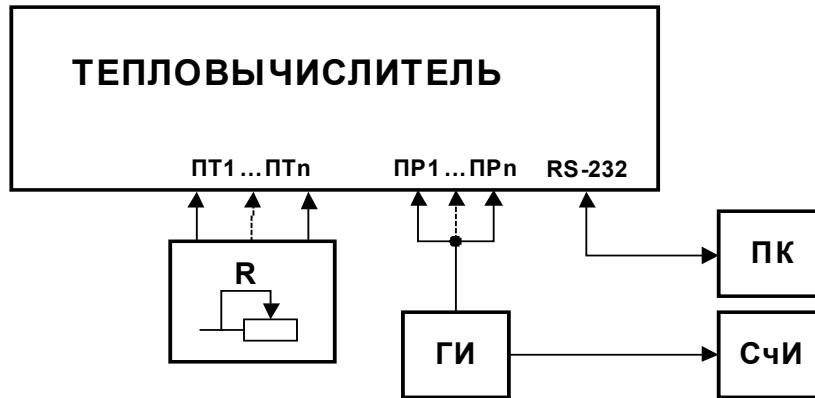 ТЕПЛОВЫЧИСЛИТЕЛЬ
ПТ1...ПТn ПР1...ПРn RS-232
R
ПК
ГИ
СчИ